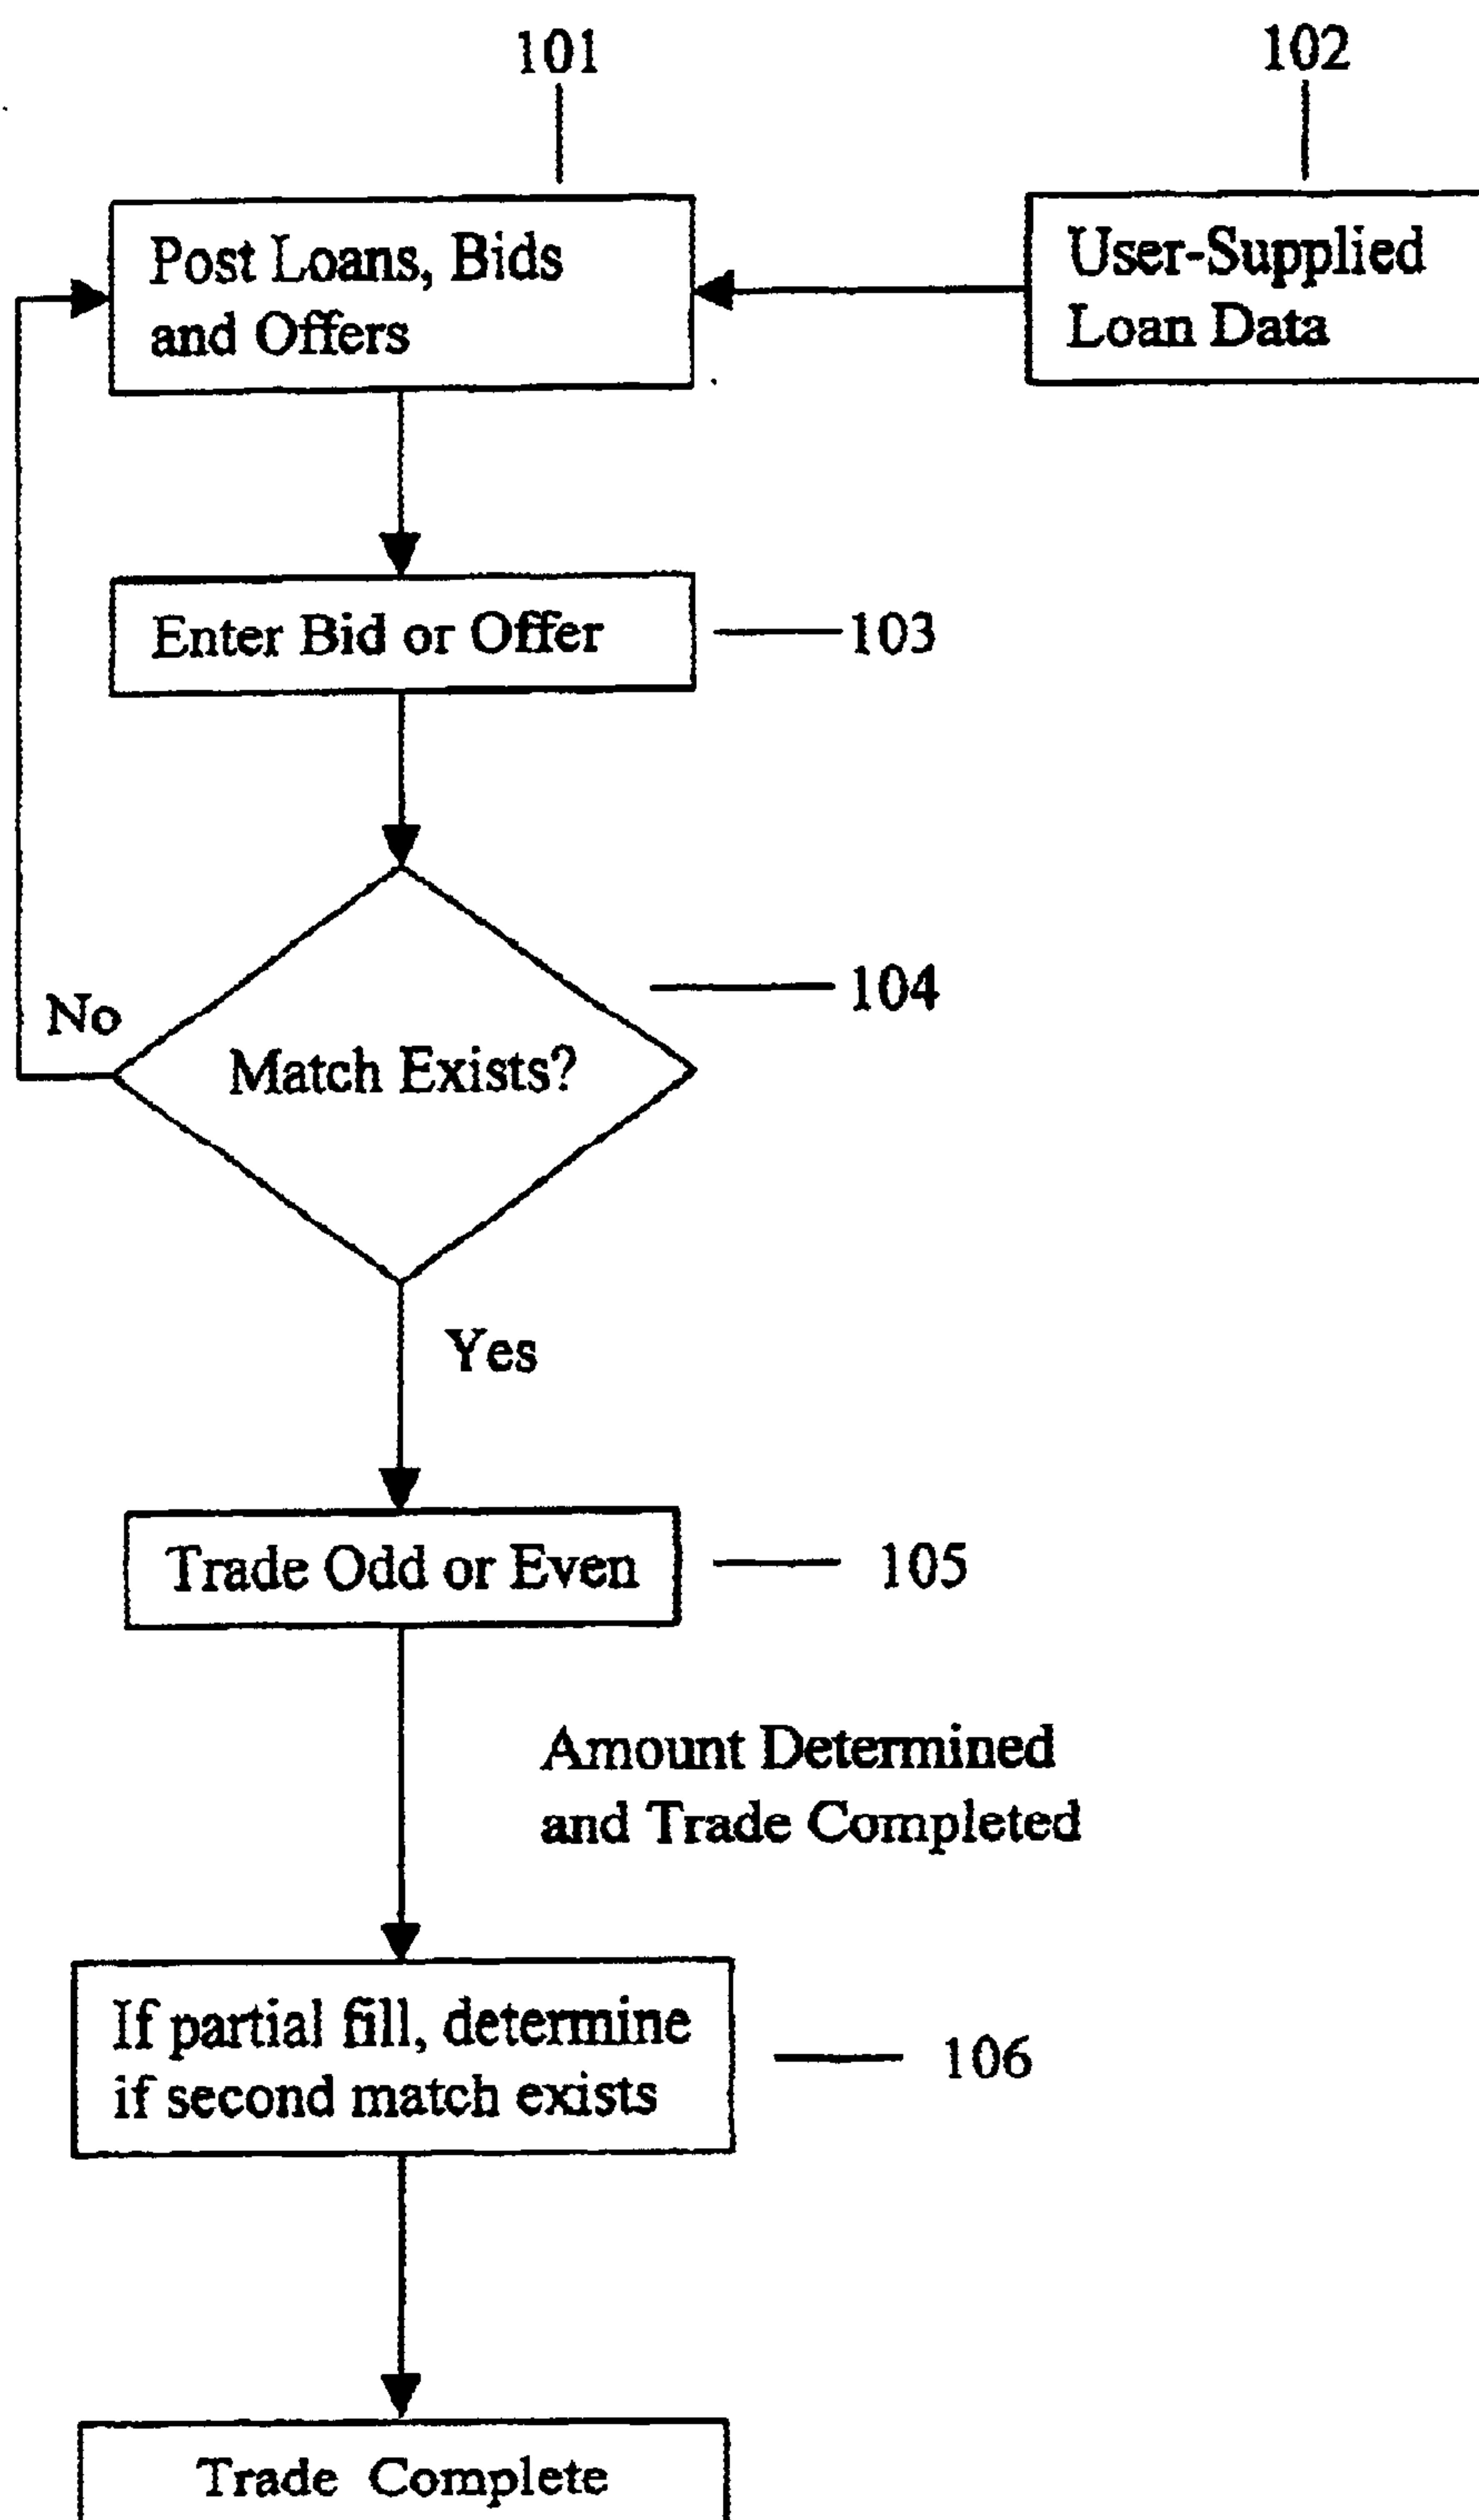 101
102
Post Loans, Bids
and Offers
User-Supplied
Loan Data
Enter Bid or Offer
103
104
No
Match Exists?
Yes
Trade Odd or Even
105
Amount Determined
and Trade Completed
If partial fill, determine
if second match exists
106
Trade Complete